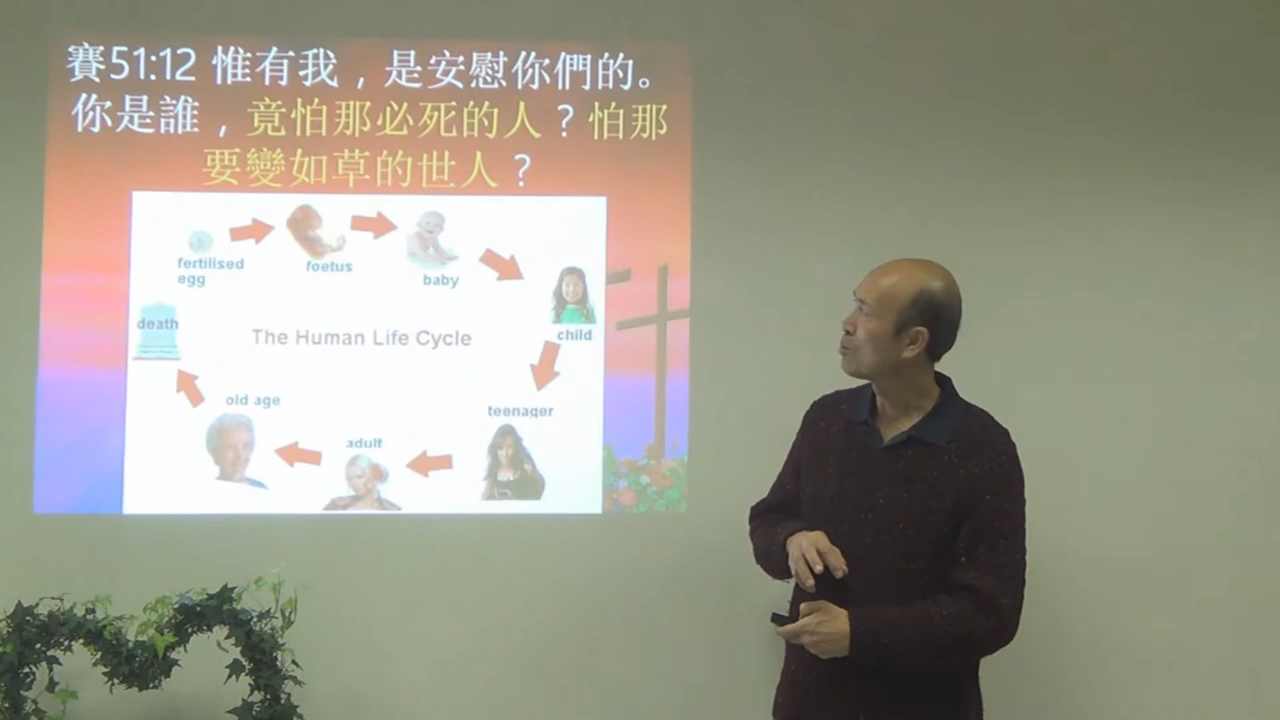 賽51:12 惟有我，是安慰你們的。
你是誰，竟怕那必死的人？怕那
要變如草的世人？
fertilised
egg
foetus
baby
child
teenager
adult
old age
death
The Human Life Cycle